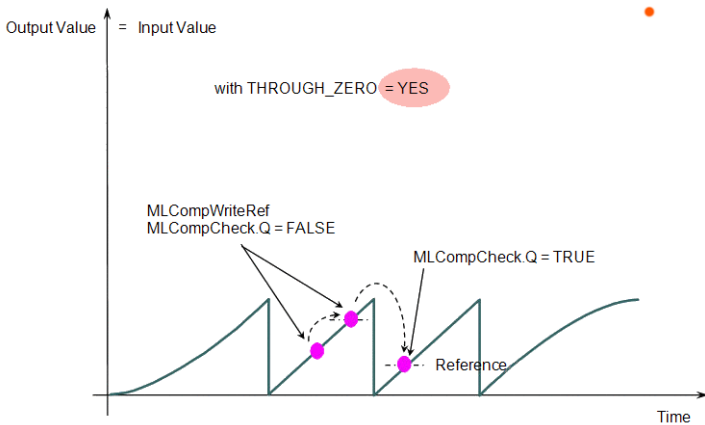 Output Value = Input Value
with THROUGH_ZERO = YES
MLCompWriteRef
MLCompCheck.Q = FALSE
MLCompCheck.Q = TRUE
Reference
Time